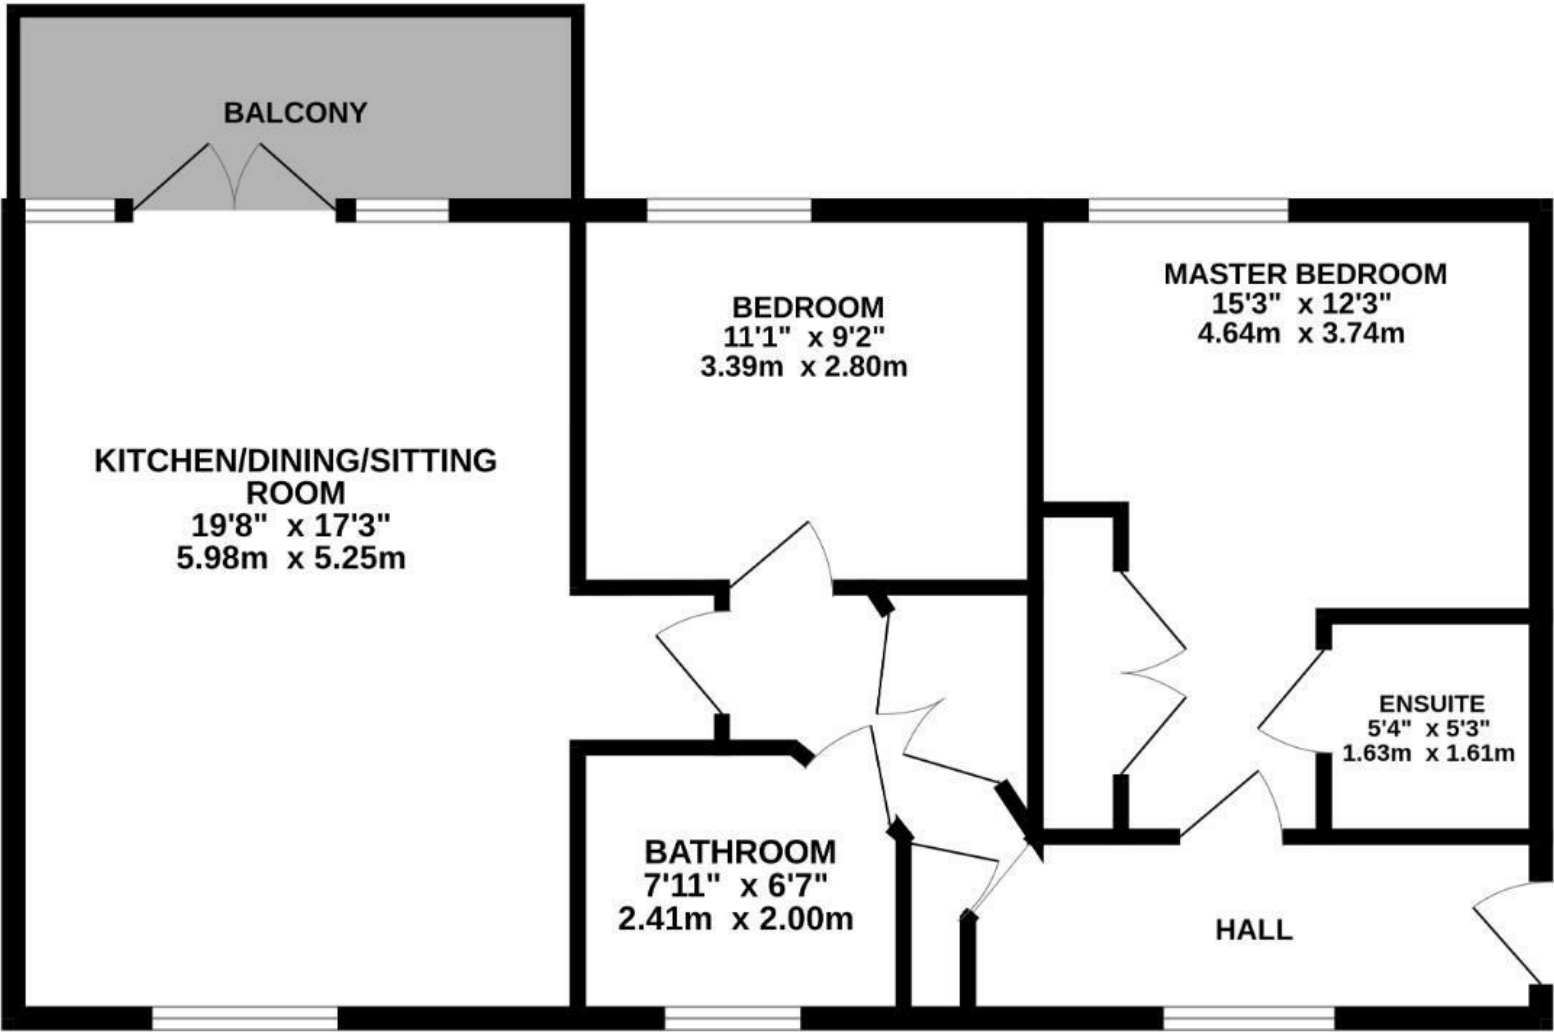 BALCONY
BEDROOM
11'1" x 9'2"
3.39m x 2.80m
MASTER BEDROOM
15'3" x 12'3"
4.64m x 3.74m
KITCHEN/DINING/SITTING
ROOM
19'8" x 17'3"
5.98m x 5.25m
ENSUITE
5'4" x 5'3"
1.63m x 1.61m
BATHROOM
7'11" x 6'7"
2.41m x 2.00m
HALL